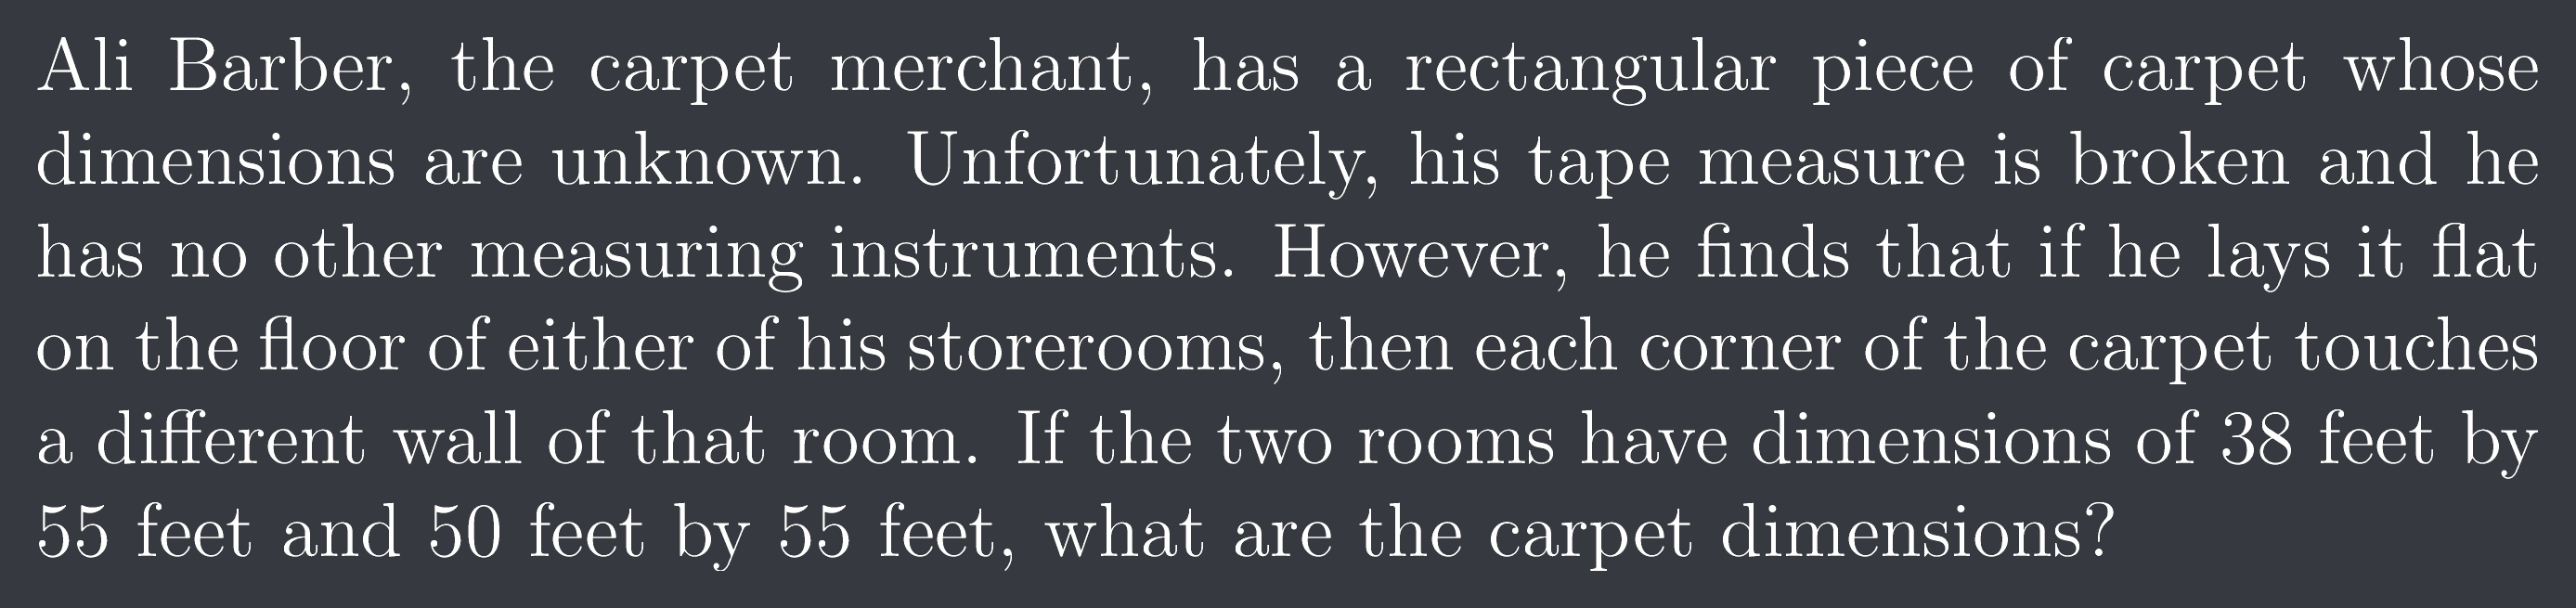 Ali Barber, the carpet merchant, has a rectangular piece of carpet whose
dimensions are unknown. Unfortunately, his tape measure is broken and he
has no other measuring instruments. However, he finds that if he lays it flat
on the floor of either of his storerooms, then each corner of the carpet touches
a different wall of that room. If the two rooms have dimensions of 38 feet by
55 feet and 50 feet by 55 feet, what are the carpet dimensions?